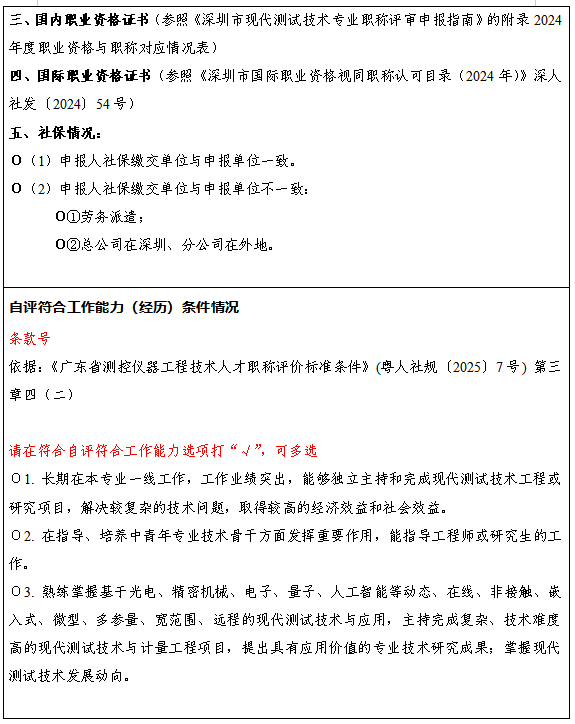 三、国内职业资格证书（参照《深圳市现代测试技术专业职称评审申报指南》的附录 2024
年度职业资格与职称对应情况表）
四、国际职业资格证书（参照《深圳市国际职业资格视同职称认可目录（2024 年）》深人
社发〔2024〕54 号）
五、社保情况：
O（1）申报人社保缴交单位与申报单位一致。
O（2）申报人社保缴交单位与申报单位不一致：
O①劳务派遣；
O②总公司在深圳、分公司在外地。
自评符合工作能力（经历）条件情况
条款号
依据：《广东省测控仪器工程技术人才职称评价标准条件》(粤人社规〔2025〕7 号) 第三
章四（二）
请在符合自评符合工作能力选项打“√”，可多选
O1. 长期在本专业一线工作，工作业绩突出，能够独立主持和完成现代测试技术工程或
研究项目，解决较复杂的技术问题，取得较高的经济效益和社会效益。
O2. 在指导、培养中青年专业技术骨干方面发挥重要作用，能指导工程师或研究生的工
作。
O3. 熟练掌握基于光电、精密机械、电子、量子、人工智能等动态、在线、非接触、嵌
入式、微型、多参量、宽范围、远程的现代测试技术与应用，主持完成复杂、技术难度
高的现代测试技术与计量工程项目，提出具有应用价值的专业技术研究成果；掌握现代
测试技术发展动向。